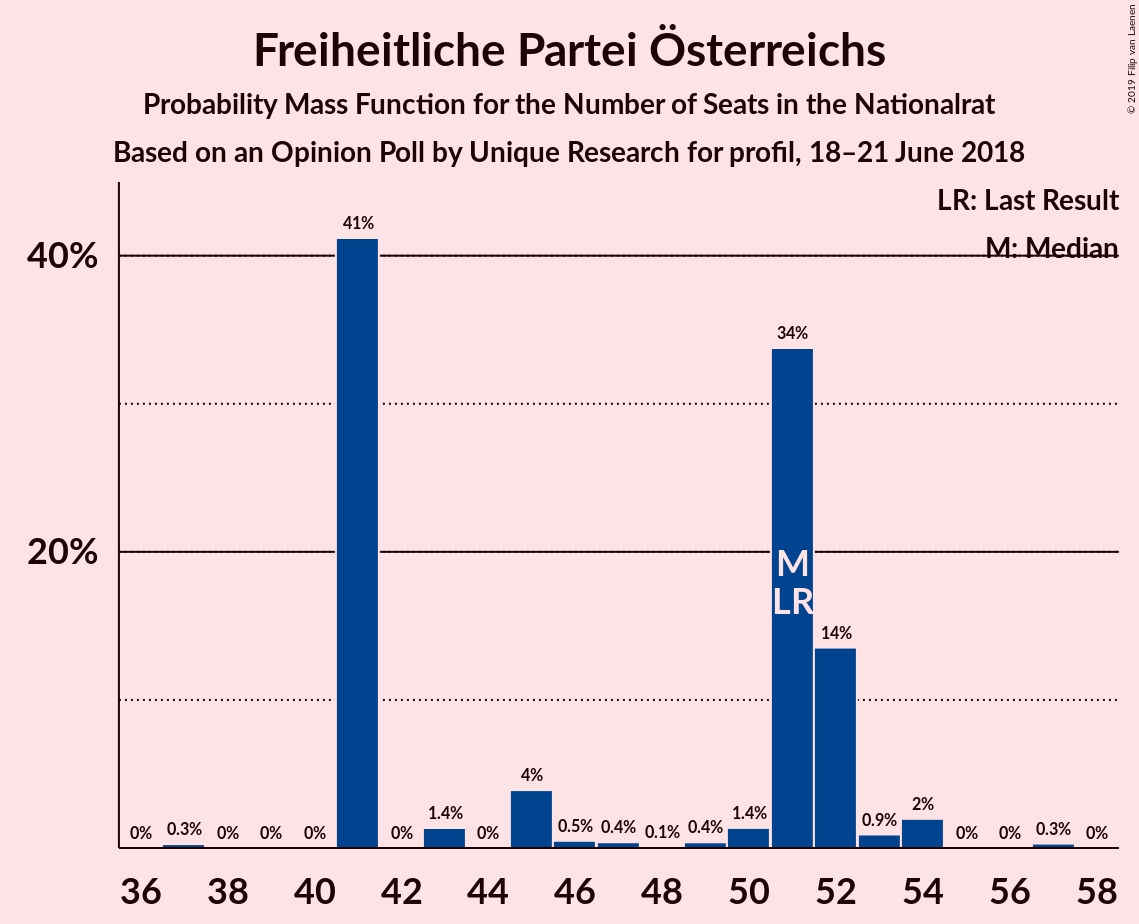 Freiheitliche Partei Österreichs
Probability Mass Function for the Number of Seats in the Nationalrat
Based on an Opinion Poll by Unique Research for profil, 18–21 June 2018
© 2019 Filip van Laenen
LR: Last Result
M: Median
40%
20%
0% 0.3% 0% 0% 0% 41% 0% 1.4% 0% 4% 0.5% 0.4% 0.1% 0.4% 1.4% 34% 14% 0.9% 2% 0% 0% 0.3% 0%
M
LR
36 38 40 42 44 46 48 50 52 54 56 58